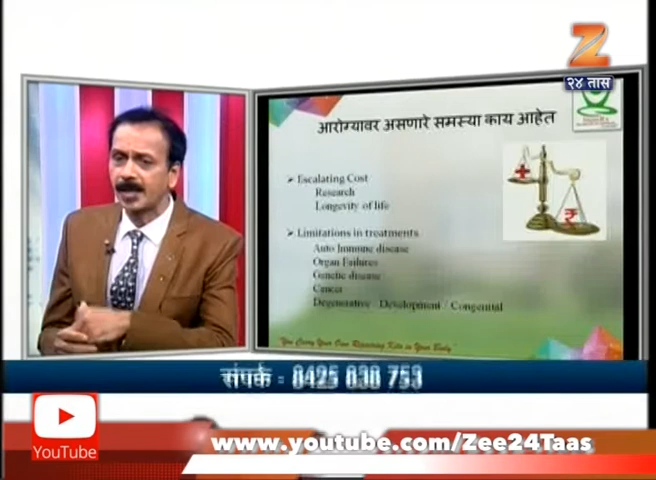 २४ तास
आरोग्यावर असणारे समस्या काय आहेत
Escalating Cost
Research
Longevity of life
Limitations in treatments
Auto Immune disease
Organ Failures
Genetic disease
Cancer
Degenerative Development / Congenital
"You Carry Your Own Repairing Kits in Your Body"
संपर्क - 8425 830 753
YouTube
www.youtube.com/Zee24Taas